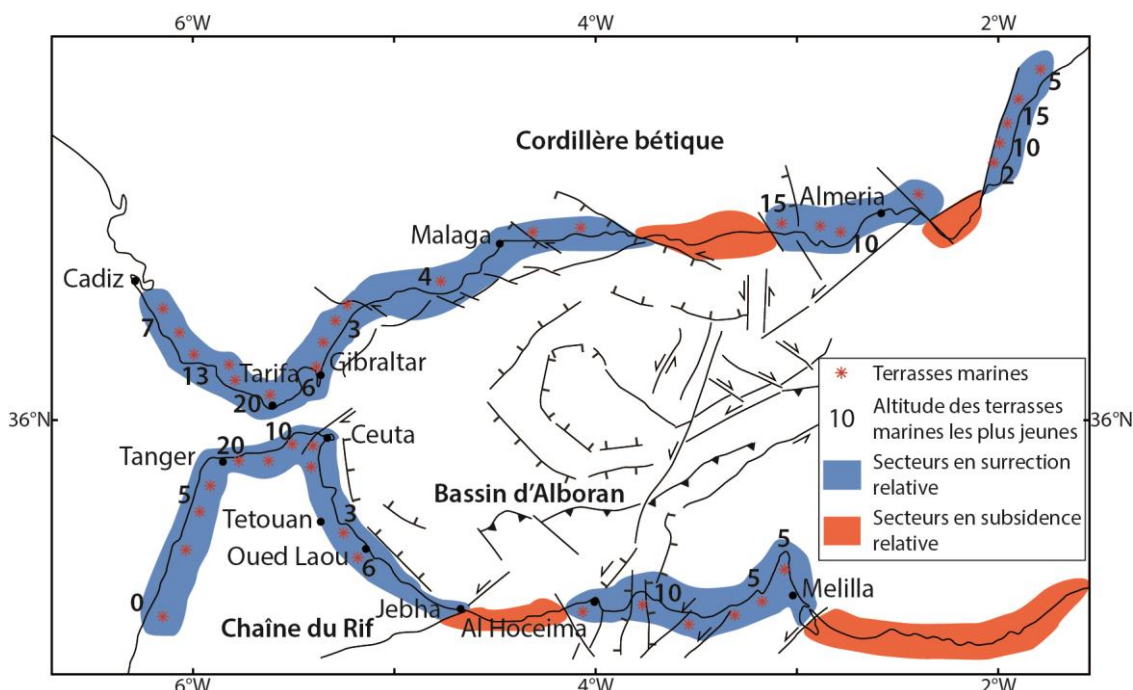 6°W
4°W
2°W
5
15
10
2
Cordillère bétique
15
Almeria
10
Malaga
Cadiz
4
7
3
13
Tarifa
Gibraltar
6
20
36°N
36°N
Terrasses marines
10
Altitude des terrasses
marines les plus jeunes
Secteurs en surrection
relative
Secteurs en subsidence
relative
10
Ceuta
20
Tanger
5
Bassin d'Alboran
Tetouan
3
Oued Laou
6
5
5
10
Melilla
0
Jebha
Al Hoceima
Chaîne du Rif
6°W
4°W
2°W